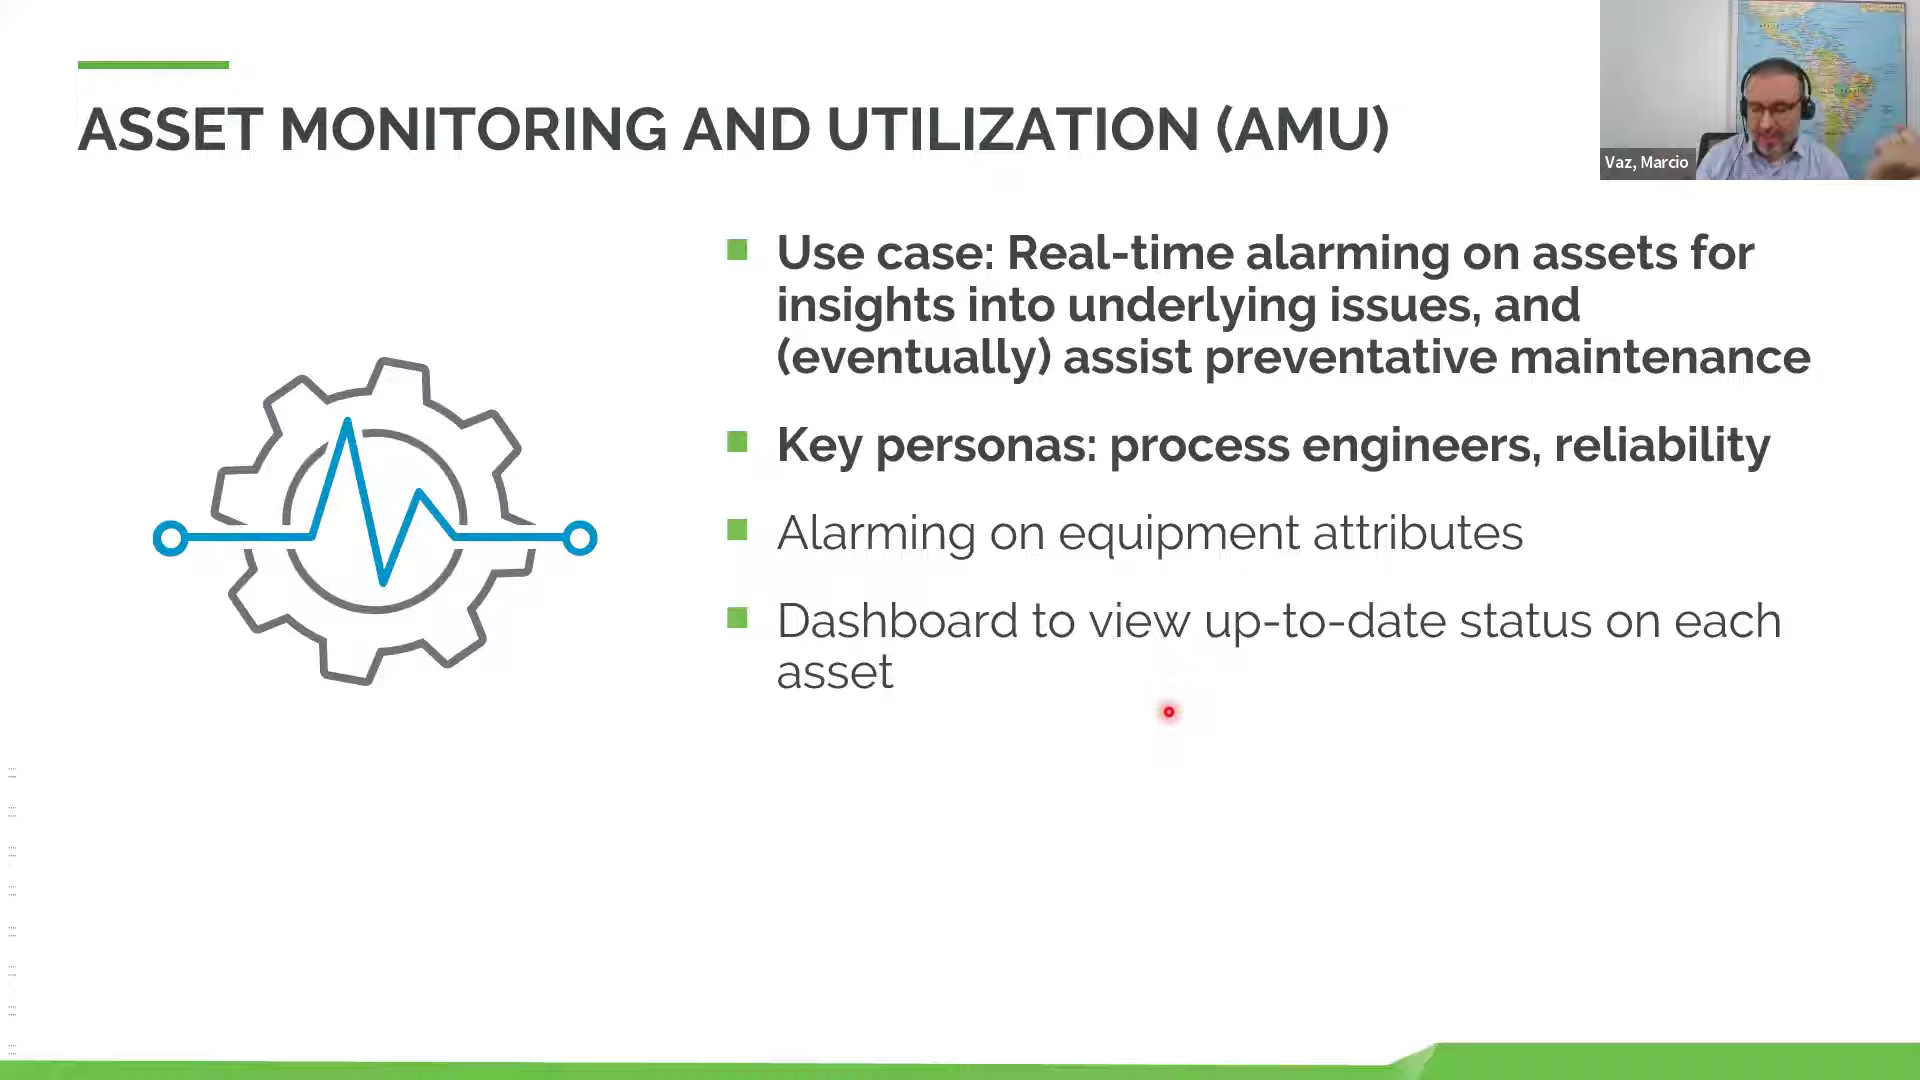 ASSET MONITORING AND UTILIZATION (AMU)
Vaz, Marcio
Use case: Real-time alarming on assets for
insights into underlying issues, and
(eventually) assist preventative maintenance
Key personas: process engineers, reliability
Alarming on equipment attributes
Dashboard to view up-to-date status on each
asset